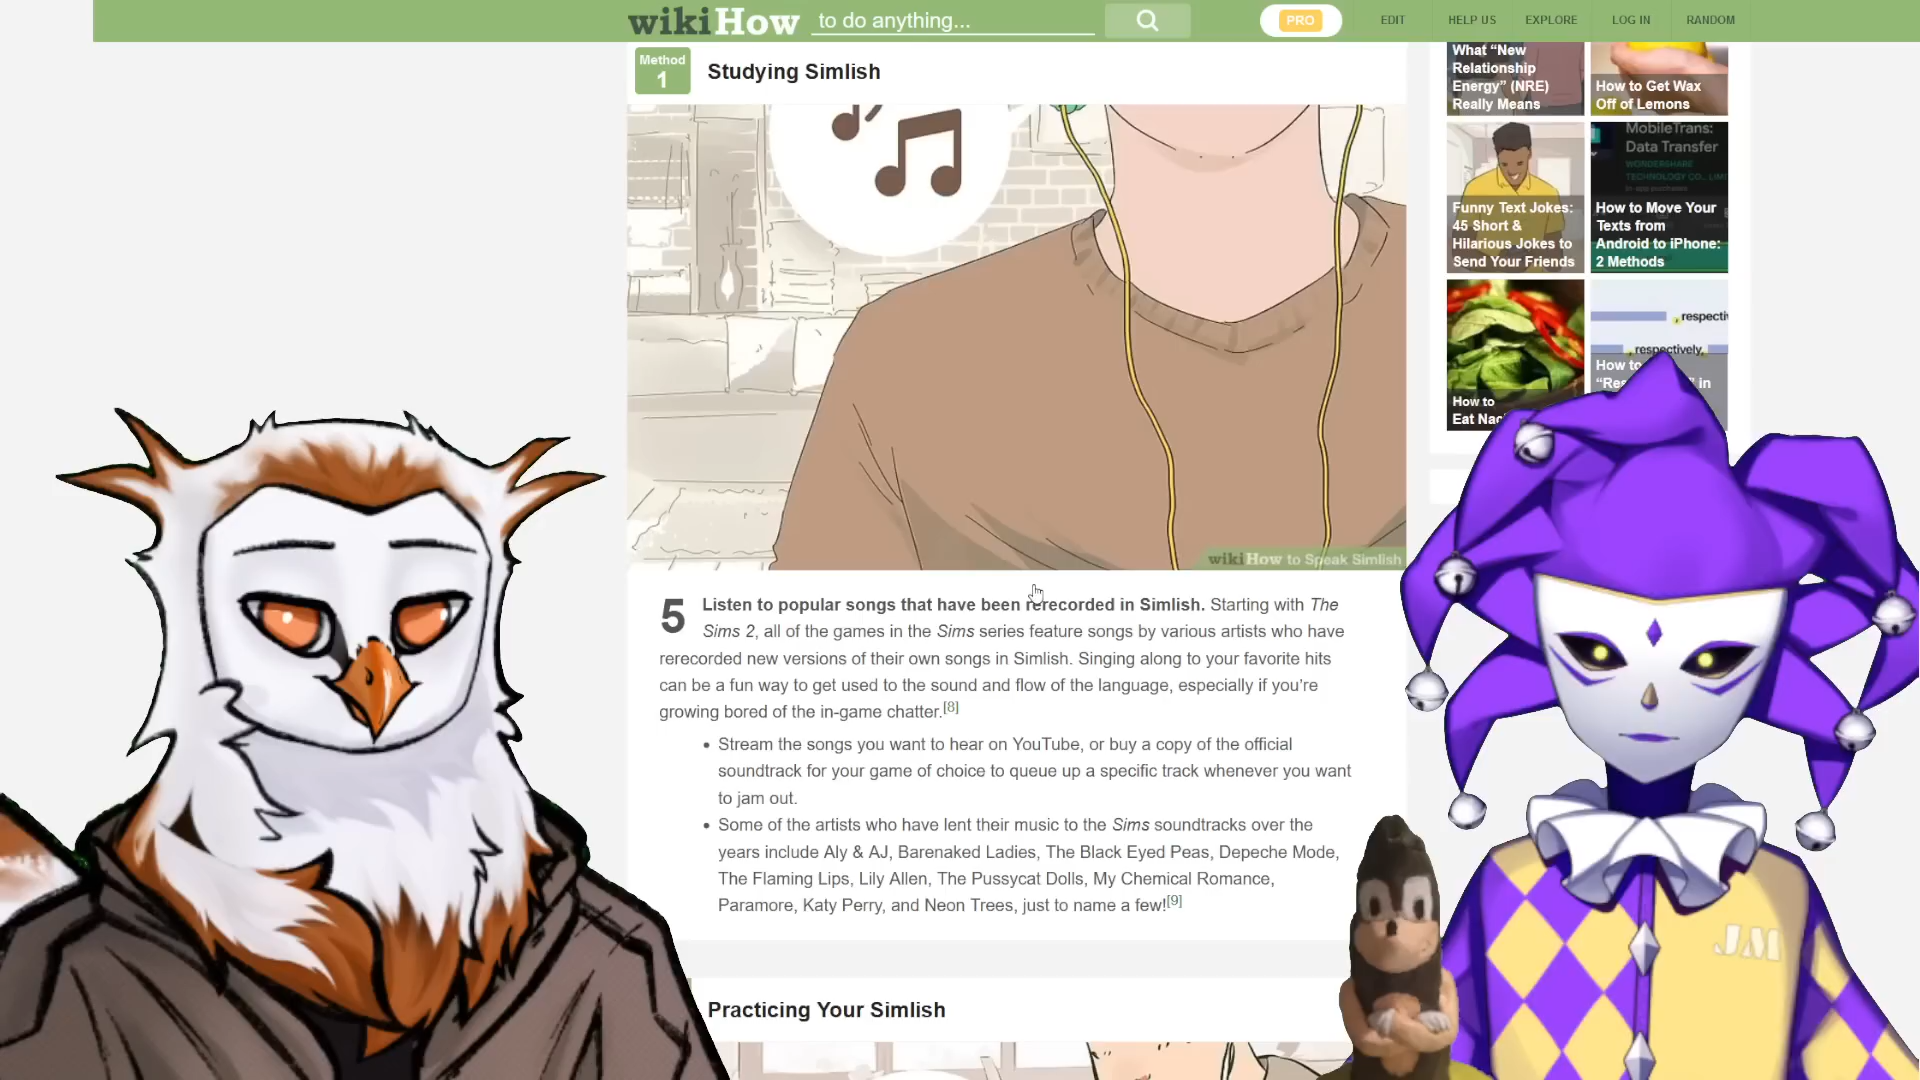 wikiHow to do anything... PRO EDIT HELP US EXPLORE LOG IN RANDOM
Method
1
Studying Simlish
What “New
Relationship
Energy” (NRE)
Really Means
How to Get Wax
Off of Lemons
Funny Text Jokes:
45 Short &
Hilarious Jokes to
Send Your Friends
MobileTrans:
Data Transfer
WONDERSHARE
How to Move Your
Texts from
Android to iPhone:
2 Methods
How to
Eat
respectively,
How to
in
wikiHow to Speak Simlish
5 Listen to popular songs that have been rerecorded in Simlish. Starting with The
Sims 2, all of the games in the Sims series feature songs by various artists who have
rerecorded new versions of their own songs in Simlish. Singing along to your favorite hits
can be a fun way to get used to the sound and flow of the language, especially if you're
growing bored of the in-game chatter.[8]
• Stream the songs you want to hear on YouTube, or buy a copy of the official
soundtrack for your game of choice to queue up a specific track whenever you want
to jam out.
• Some of the artists who have lent their music to the Sims soundtracks over the
years include Aly & AJ, Barenaked Ladies, The Black Eyed Peas, Depeche Mode,
The Flaming Lips, Lily Allen, The Pussycat Dolls, My Chemical Romance,
Paramore, Katy Perry, and Neon Trees, just to name a few![9]
JM
Practicing Your Simlish